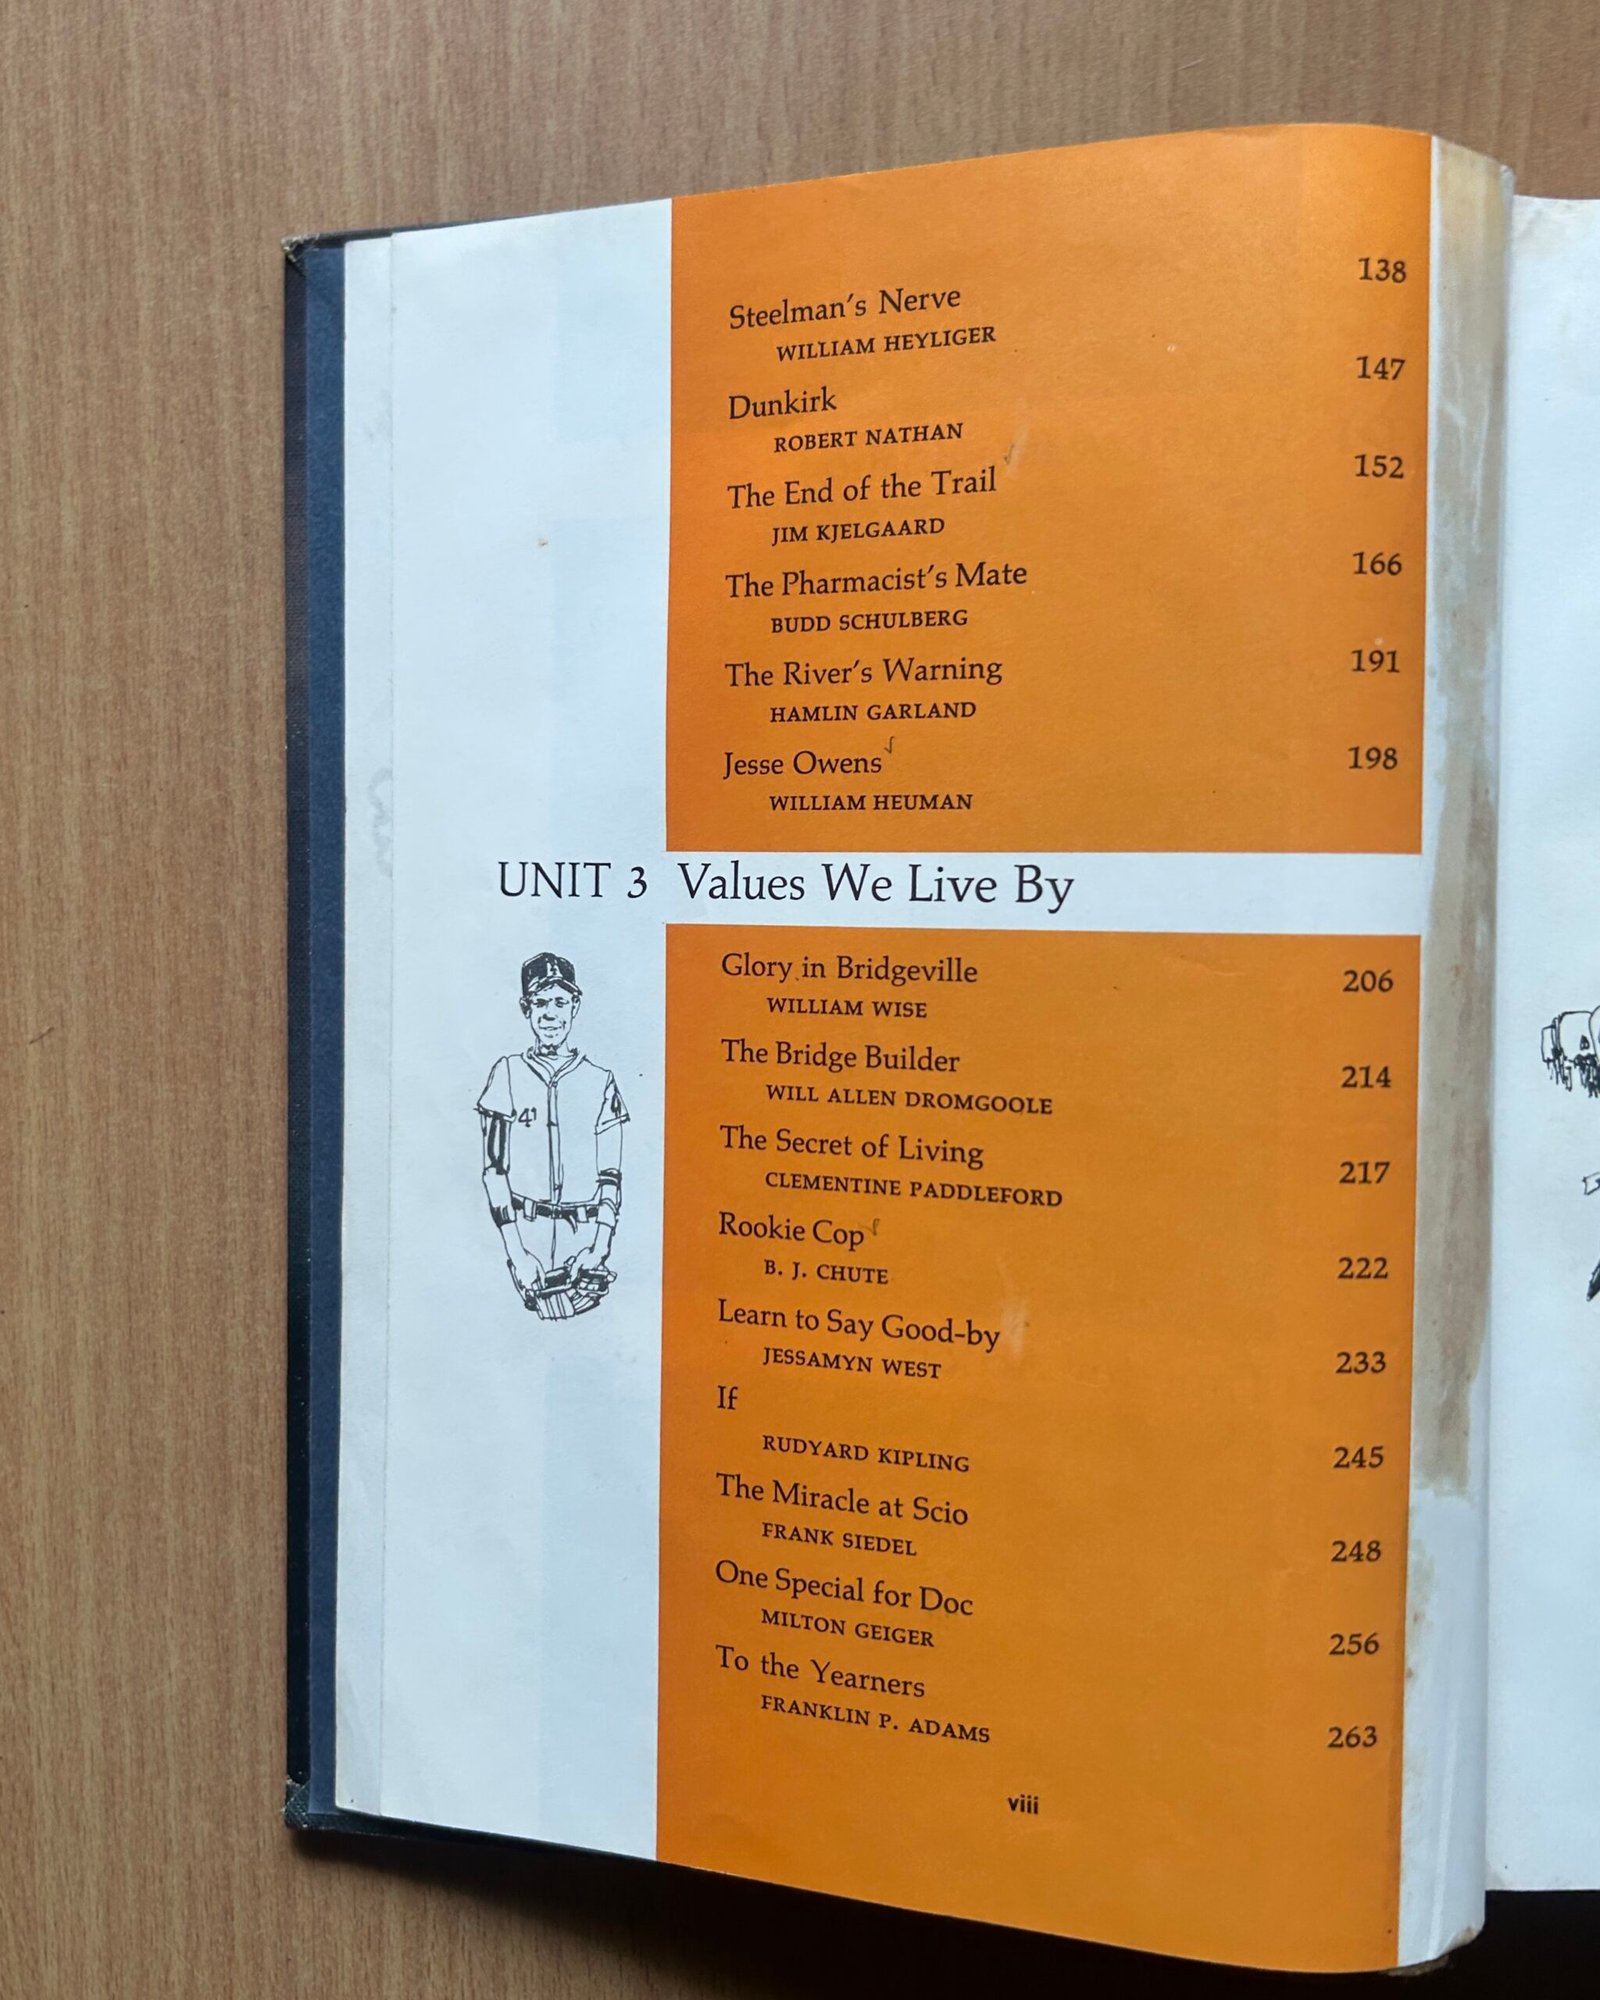 Steelman's Nerve 138
WILLIAM HEYLIGER
Dunkirk 147
ROBERT NATHAN
The End of the Trail 152
JIM KJELGAARD
The Pharmacist's Mate 166
BUDD SCHULBERG
The River's Warning 191
HAMLIN GARLAND
Jesse Owens 198
WILLIAM HEUMAN
UNIT 3 Values We Live By
Glory in Bridgeville 206
WILLIAM WISE
The Bridge Builder 214
WILL ALLEN DROMGOOLE
The Secret of Living 217
CLEMENTINE PADDLEFORD
Rookie Cop 222
B. J. CHUTE
Learn to Say Good-by 233
JESSAMYN WEST
If 245
RUDYARD KIPLING
The Miracle at Scio 248
FRANK SIEDEL
One Special for Doc 256
MILTON GEIGER
To the Yearners 263
FRANKLIN P. ADAMS
viii
41